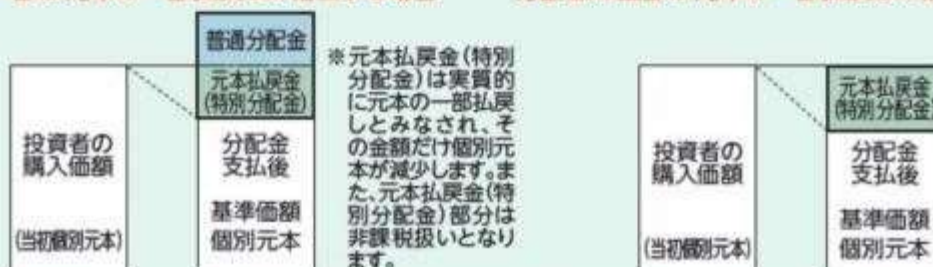 普通分配金
元本払戻金
(特別分配金)
投資者の
購入価額
(当初個別元本)
分配金
支払後
基準価額
個別元本
※元本払戻金(特別
分配金)は実質的
に元本の一部払戻
しとみなされ、そ
の金額だけ個別元
本が減少します。ま
た、元本払戻金(特
別分配金)部分は
非課税扱いとなり
ます。
投資者の
購入価額
(当初個別元本)
元本払戻金
(特別分配金)
分配金
支払後
基準価額
個別元本